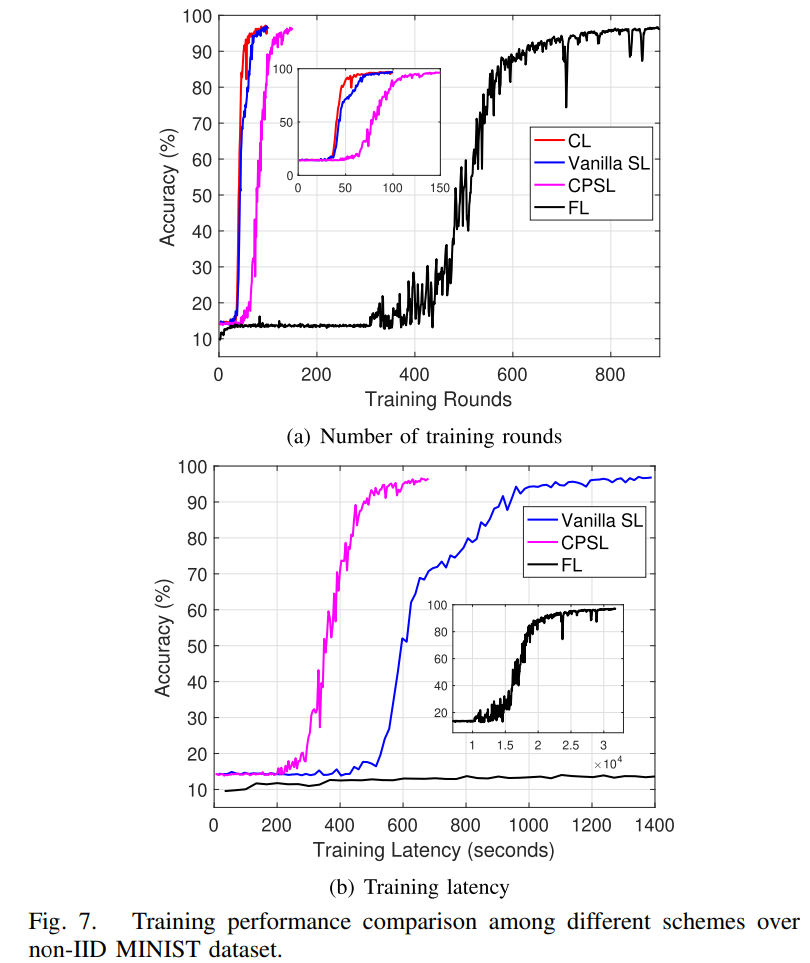 100
90
80
70
60
50
40
30
20
10
Accuracy (%)
100
50
0
0 50 100 150
CL
Vanilla SL
CPSL
FL
0 200 400 600 800
Training Rounds
(a) Number of training rounds
100
90
80
70
60
50
40
30
20
10
Accuracy (%)
Vanilla SL
CPSL
FL
100
80
60
40
20
1 1.5 2 2.5 3
×10⁴
0 200 400 600 800 1000 1200 1400
Training Latency (seconds)
(b) Training latency
Fig. 7. Training performance comparison among different schemes over
non-IID MINIST dataset.